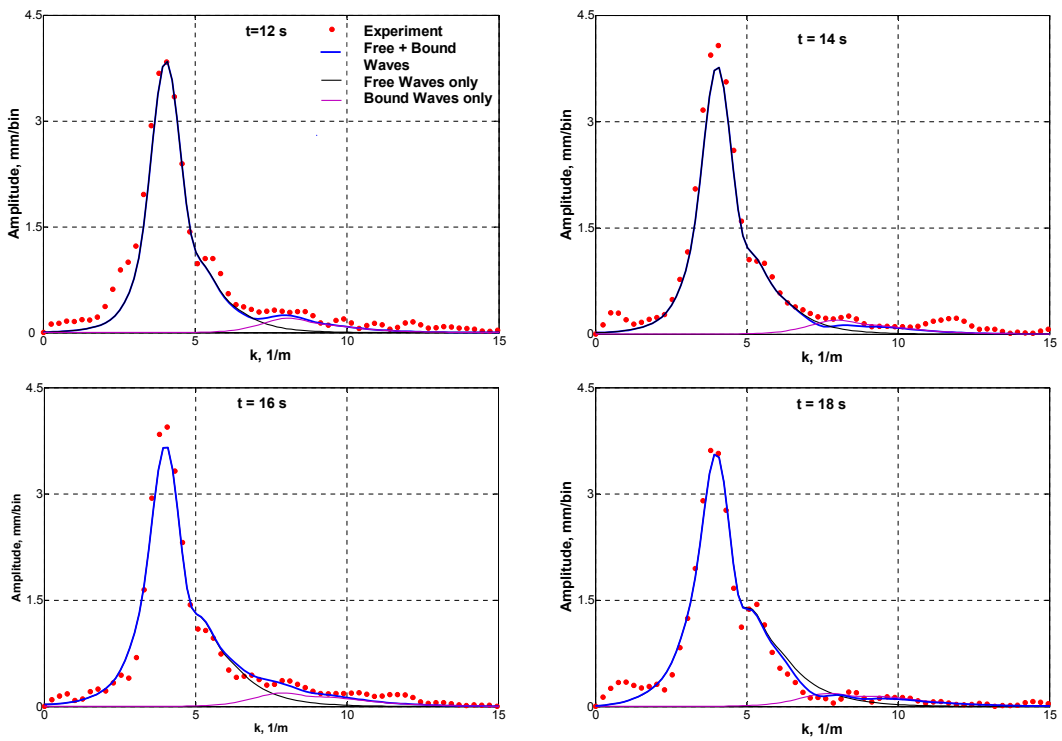 t=12 s
Experiment
Free + Bound
Waves
Free Waves only
Bound Waves only
4.5
3
1.5
0
Amplitude, mm/bin
0 5 10 15
k, 1/m
t = 14 s
4.5
3
1.5
0
Amplitude, mm/bin
0 5 10 15
k, 1/m
t = 16 s
4.5
3
1.5
0
Amplitude, mm/bin
0 5 10 15
k, 1/m
t = 18 s
4.5
3
1.5
0
Amplitude, mm/bin
0 5 10 15
k, 1/m